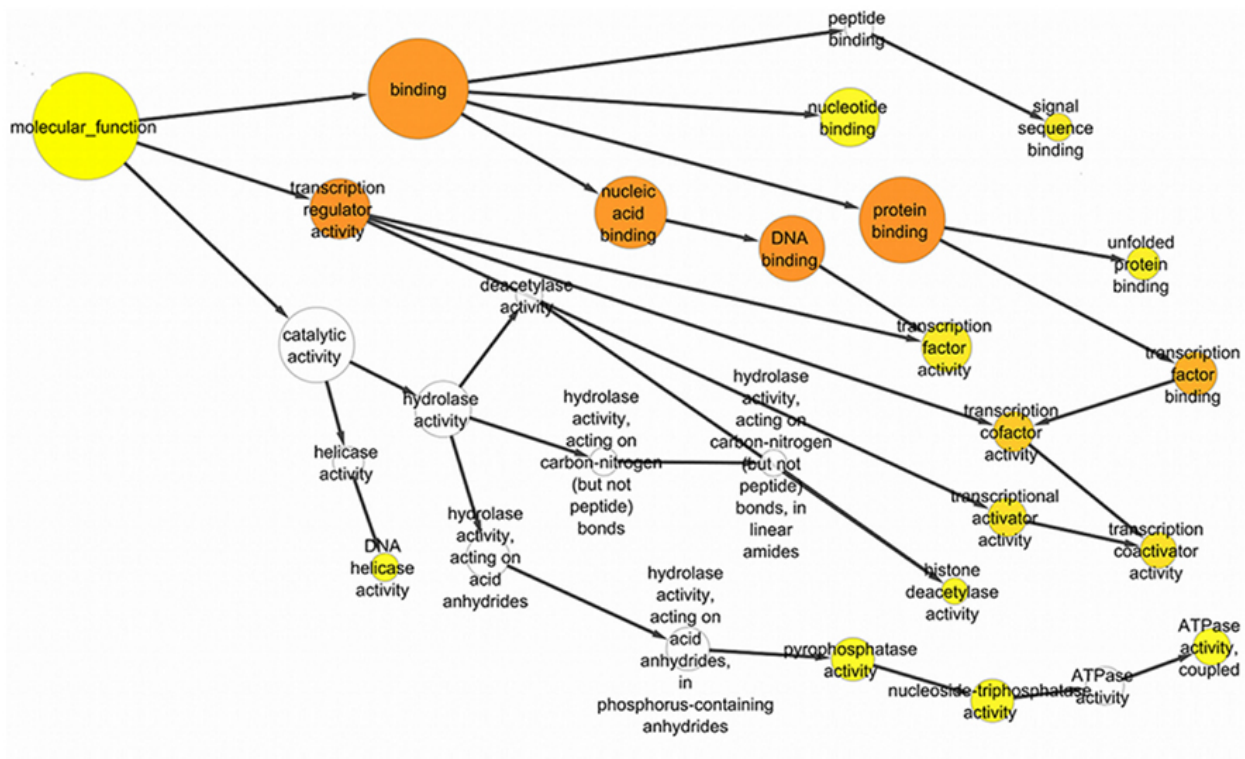 peptide
binding
binding
molecular_function
nucleotide
binding
signal
sequence
binding
transcription
regulator
activity
nucleic
acid
binding
protein
binding
DNA
binding
unfolded
protein
binding
deacetylase
activity
catalytic
activity
transcription
factor
activity
transcription
factor
binding
hydrolase
activity
hydrolase
activity,
acting on
carbon-nitrogen
(but not
peptide)
bonds
hydrolase
activity,
acting on
carbon-nitrogen
(but not
peptide)
bonds, in
linear
amides
transcription
cofactor
activity
helicase
activity
transcriptional
activator
activity
transcription
coactivator
activity
DNA
helicase
activity
hydrolase
activity,
acting on
acid
anhydrides
histone
deacetylase
activity
hydrolase
activity,
acting on
acid
anhydrides,
in
phosphorus-containing
anhydrides
pyrophosphatase
activity
nucleoside-triphosphatase
activity
ATPase
activity
ATPase
activity,
coupled